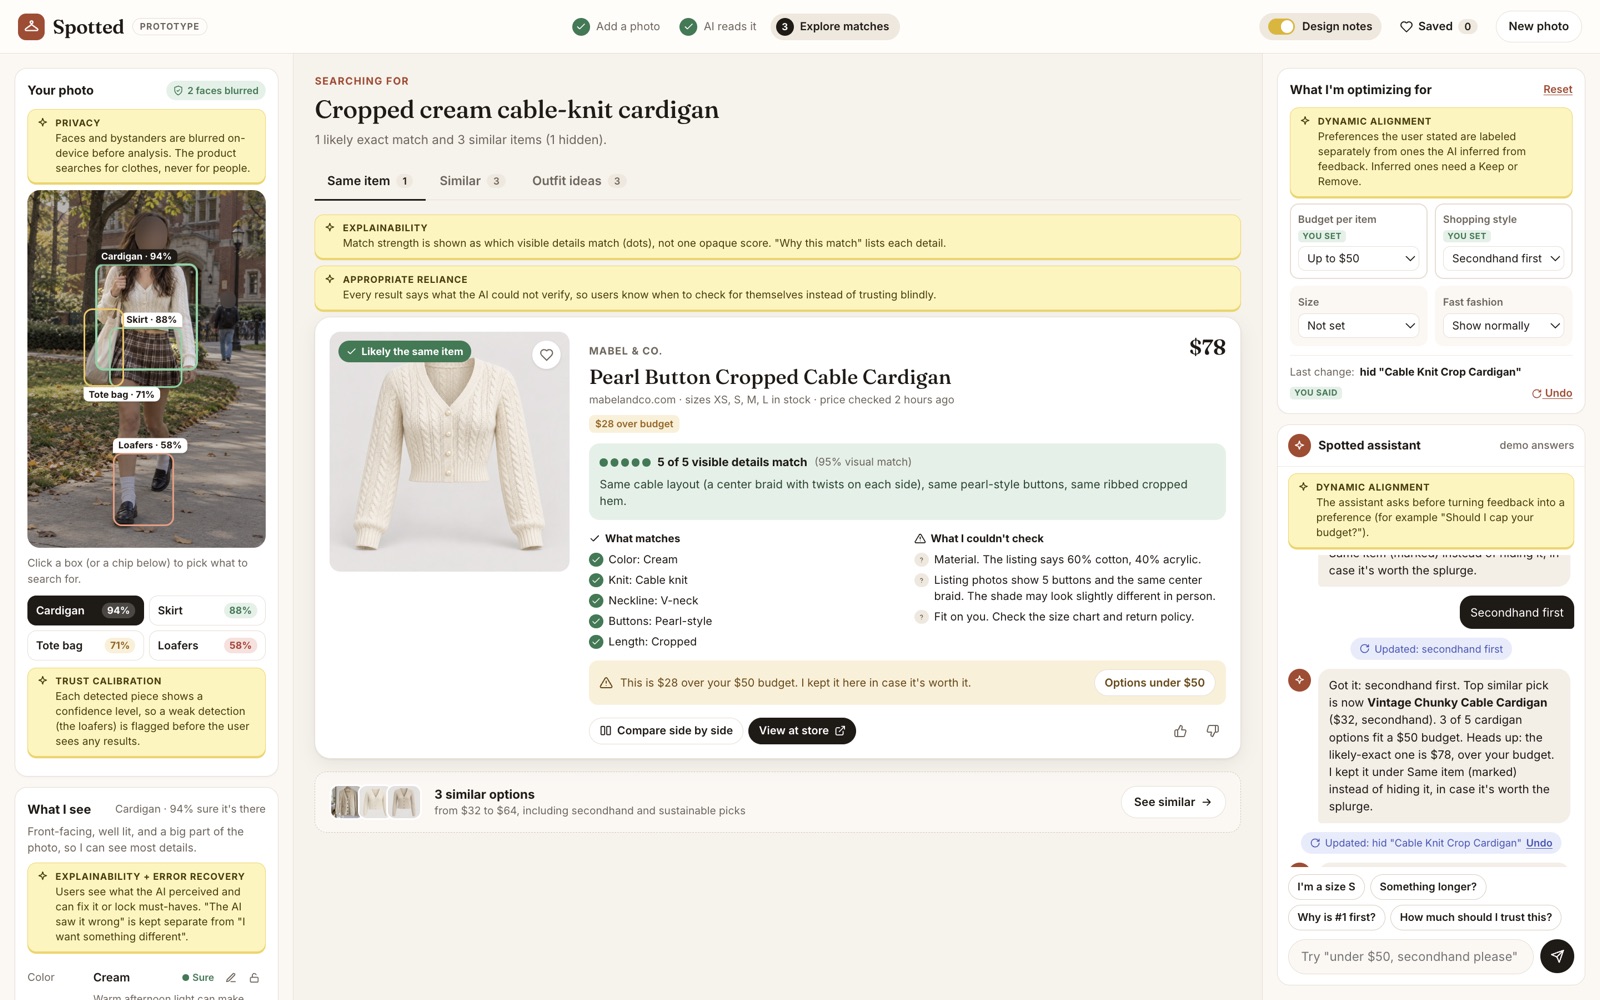 Spotted PROTOTYPE
Add a photo
AI reads it
3 Explore matches
Design notes
Saved 0
New photo
Your photo
2 faces blurred
PRIVACY
Faces and bystanders are blurred on-
device before analysis. The product
searches for clothes, never for people.
Cardigan · 94%
Skirt · 88%
Tote bag · 71%
Loafers · 58%
Click a box (or a chip below) to pick what to
search for.
Cardigan 94%
Skirt 88%
Tote bag 71%
Loafers 58%
TRUST CALIBRATION
Each detected piece shows a
confidence level, so a weak detection
(the loafers) is flagged before the user
sees any results.
What I see
Cardigan · 94% sure it's there
Front-facing, well lit, and a big part of the
photo, so I can see most details.
EXPLAINABILITY + ERROR RECOVERY
Users see what the AI perceived and
can fix it or lock must-haves. "The AI
saw it wrong" is kept separate from "I
want something different".
Color Cream Sure
Warm afternoon light can make
SEARCHING FOR
Cropped cream cable-knit cardigan
1 likely exact match and 3 similar items (1 hidden).
Same item 1
Similar 3
Outfit ideas 3
EXPLAINABILITY
Match strength is shown as which visible details match (dots), not one opaque score. "Why this match" lists each detail.
APPROPRIATE RELIANCE
Every result says what the AI could not verify, so users know when to check for themselves instead of trusting blindly.
Likely the same item
MABEL & CO.
$78
Pearl Button Cropped Cable Cardigan
mabelandco.com · sizes XS, S, M, L in stock · price checked 2 hours ago
$28 over budget
5 of 5 visible details match (95% visual match)
Same cable layout (a center braid with twists on each side), same pearl-style buttons, same ribbed cropped
hem.
What matches
Color: Cream
Knit: Cable knit
Neckline: V-neck
Buttons: Pearl-style
Length: Cropped
What I couldn't check
? Material. The listing says 60% cotton, 40% acrylic.
? Listing photos show 5 buttons and the same center
braid. The shade may look slightly different in person.
? Fit on you. Check the size chart and return policy.
This is $28 over your $50 budget. I kept it here in case it's worth it.
Options under $50
Compare side by side
View at store
3 similar options
from $32 to $64, including secondhand and sustainable picks
See similar
What I'm optimizing for
Reset
DYNAMIC ALIGNMENT
Preferences the user stated are labeled
separately from ones the AI inferred from
feedback. Inferred ones need a Keep or
Remove.
Budget per item
YOU SET
Up to $50
Shopping style
YOU SET
Secondhand first
Size
Not set
Fast fashion
Show normally
Last change: hid "Cable Knit Crop Cardigan"
YOU SAID
Undo
Spotted assistant
demo answers
DYNAMIC ALIGNMENT
The assistant asks before turning feedback into a
preference (for example "Should I cap your
budget?").
Same item (marked) instead of hiding it, in
case it's worth the splurge.
Secondhand first
Updated: secondhand first
Got it: secondhand first. Top similar pick
is now Vintage Chunky Cable Cardigan
($32, secondhand). 3 of 5 cardigan
options fit a $50 budget. Heads up: the
likely-exact one is $78, over your budget.
I kept it under Same item (marked)
instead of hiding it, in case it's worth the
splurge.
Updated: hid "Cable Knit Crop Cardigan" Undo
I'm a size S
Something longer?
Why is #1 first?
How much should I trust this?
Try "under $50, secondhand please"